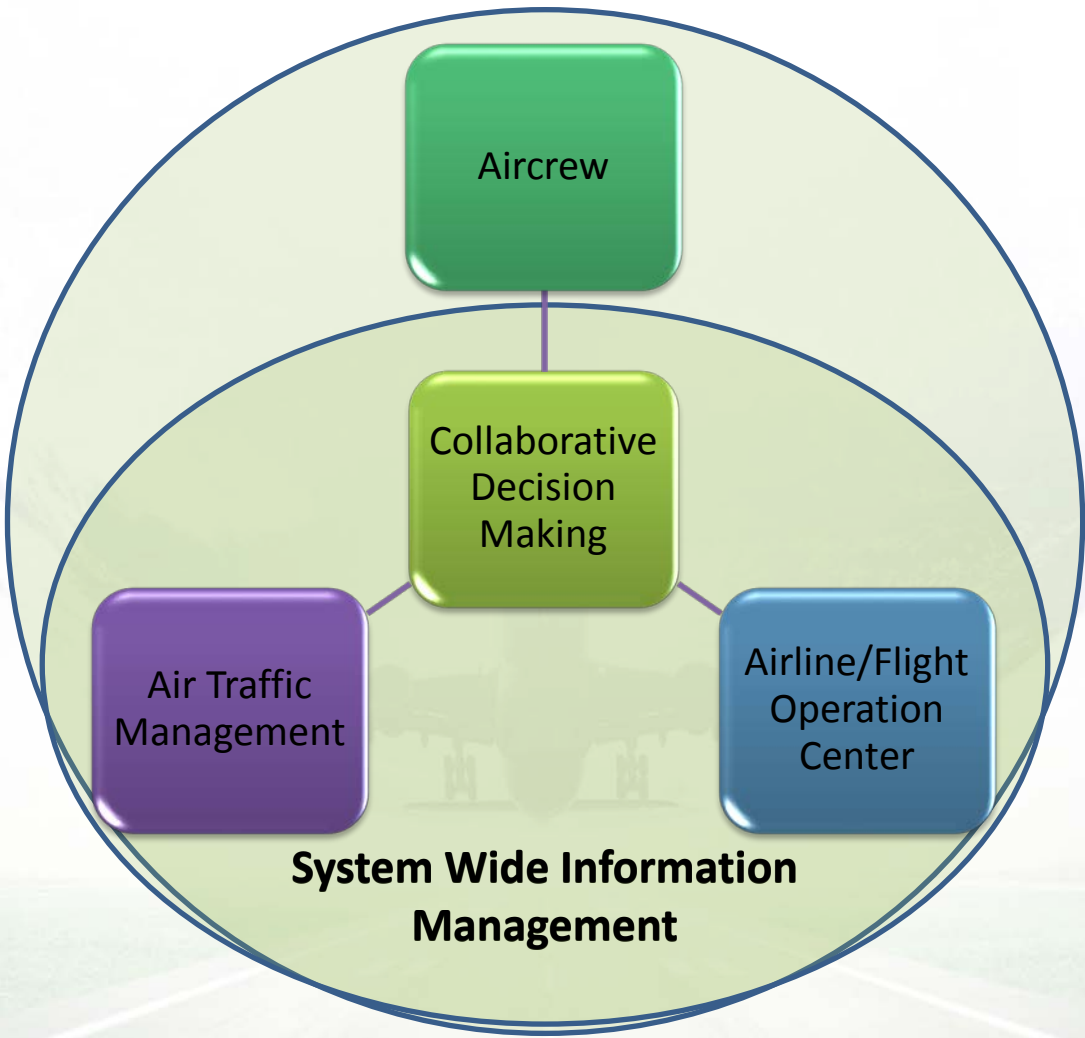 Aircrew
Collaborative
Decision
Making
Air Traffic
Management
Airline/Flight
Operation
Center
System Wide Information
Management